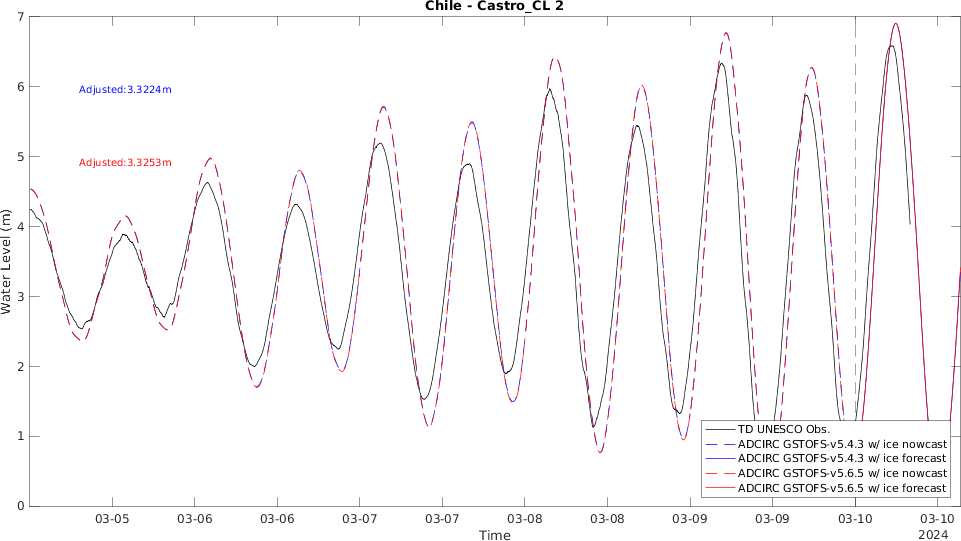 Chile - Castro_CL 2
7
6
5
4
3
2
1
0
Water Level (m)
Adjusted:3.3224m
Adjusted:3.3253m
TD UNESCO Obs.
ADCIRC GSTOFS-v5.4.3 w/ ice nowcast
ADCIRC GSTOFS-v5.4.3 w/ ice forecast
ADCIRC GSTOFS-v5.6.5 w/ ice nowcast
ADCIRC GSTOFS-v5.6.5 w/ ice forecast
03-05 03-06 03-06 03-07 03-07 03-08 03-08 03-09 03-09 03-10 03-10
Time
2024